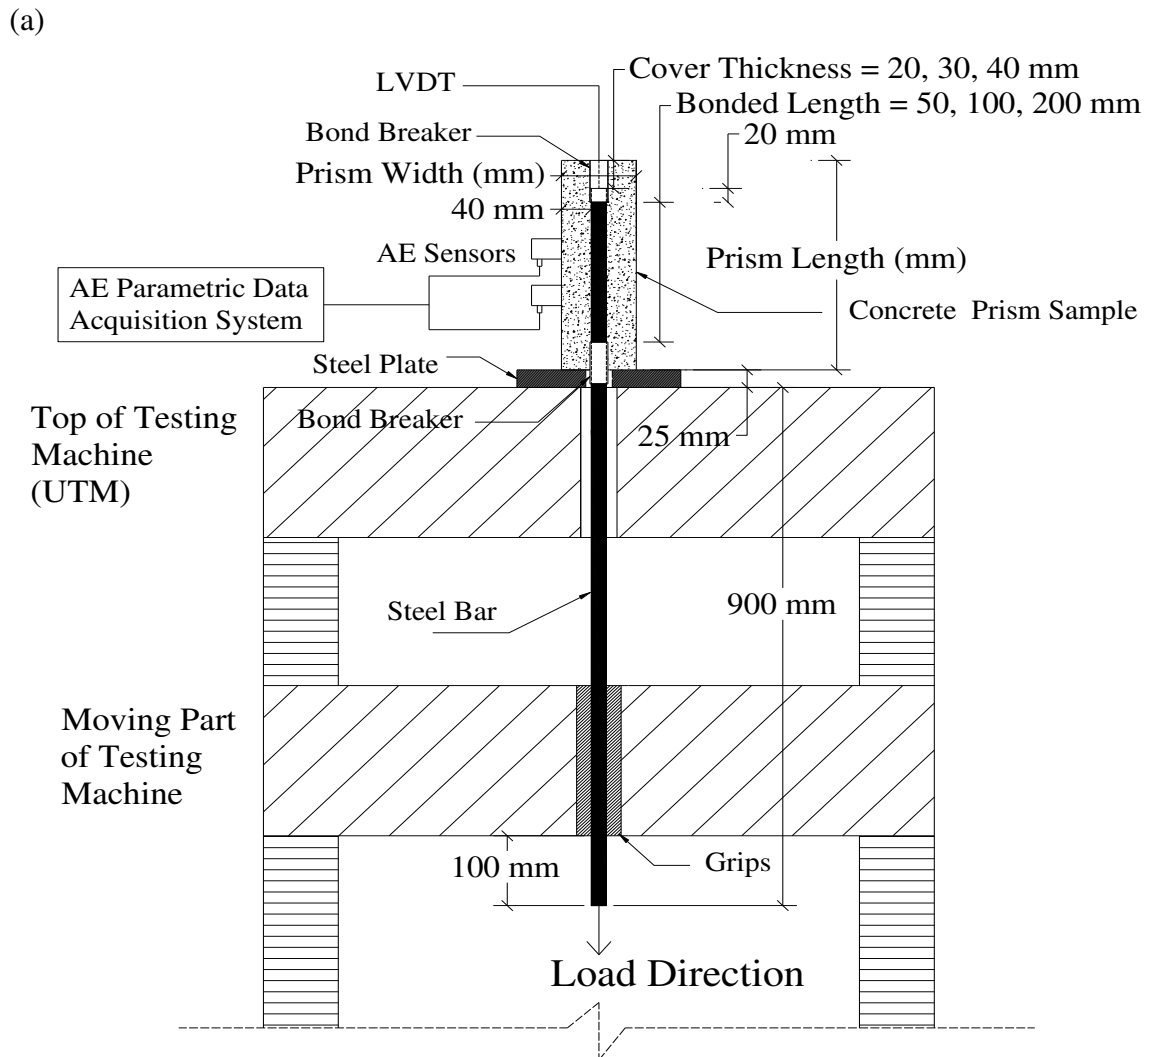 (a)
LVDT
Cover Thickness = 20, 30, 40 mm
Bonded Length = 50, 100, 200 mm
Bond Breaker
20 mm
Prism Width (mm)
40 mm
AE Sensors
Prism Length (mm)
AE Parametric Data
Acquisition System
Concrete Prism Sample
Steel Plate
Bond Breaker
25 mm
Top of Testing
Machine
(UTM)
Steel Bar
900 mm
Moving Part
of Testing
Machine
100 mm
Grips
Load Direction